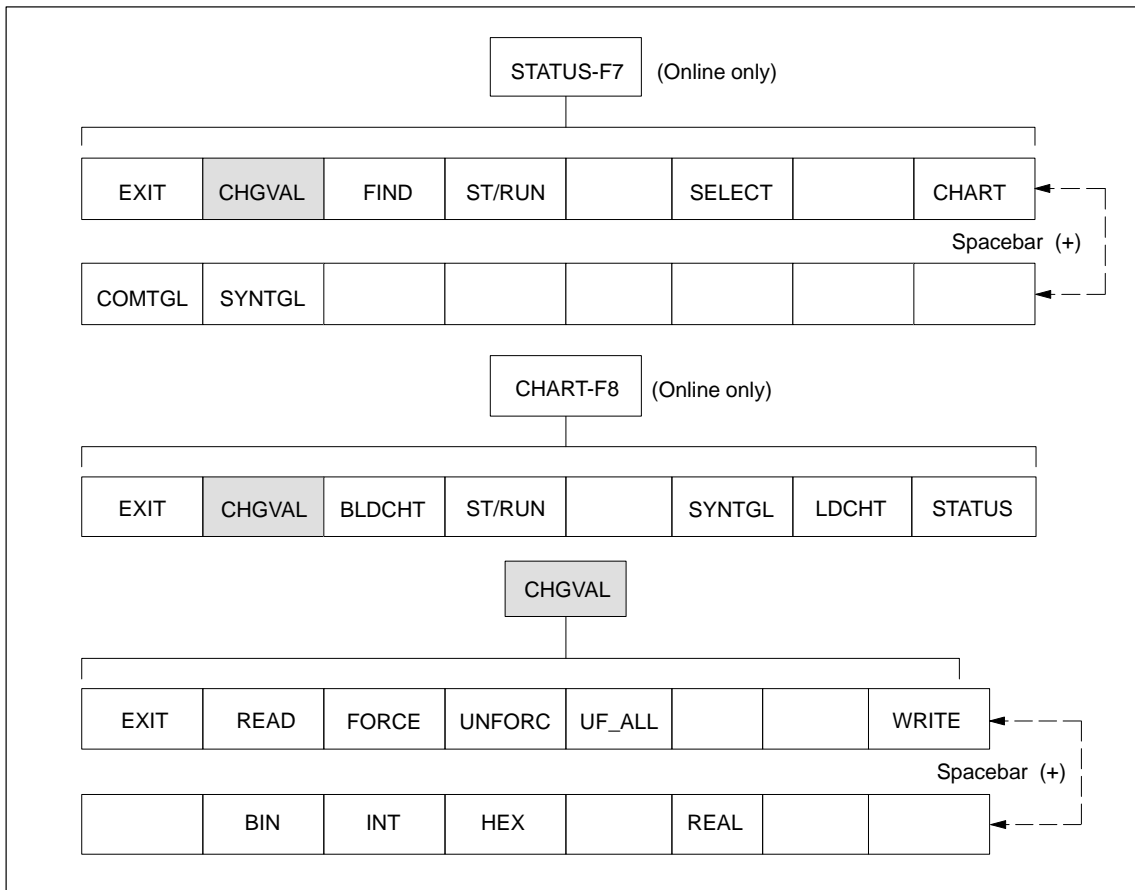 STATUS-F7 (Online only)
EXIT CHGVAL FIND ST/RUN SELECT CHART
Spacebar (+)
COMTGL SYNTGL
CHART-F8 (Online only)
EXIT CHGVAL BLDCHT ST/RUN SYNTGL LDCHT STATUS
CHGVAL
EXIT READ FORCE UNFORC UF_ALL WRITE
Spacebar (+)
BIN INT HEX REAL